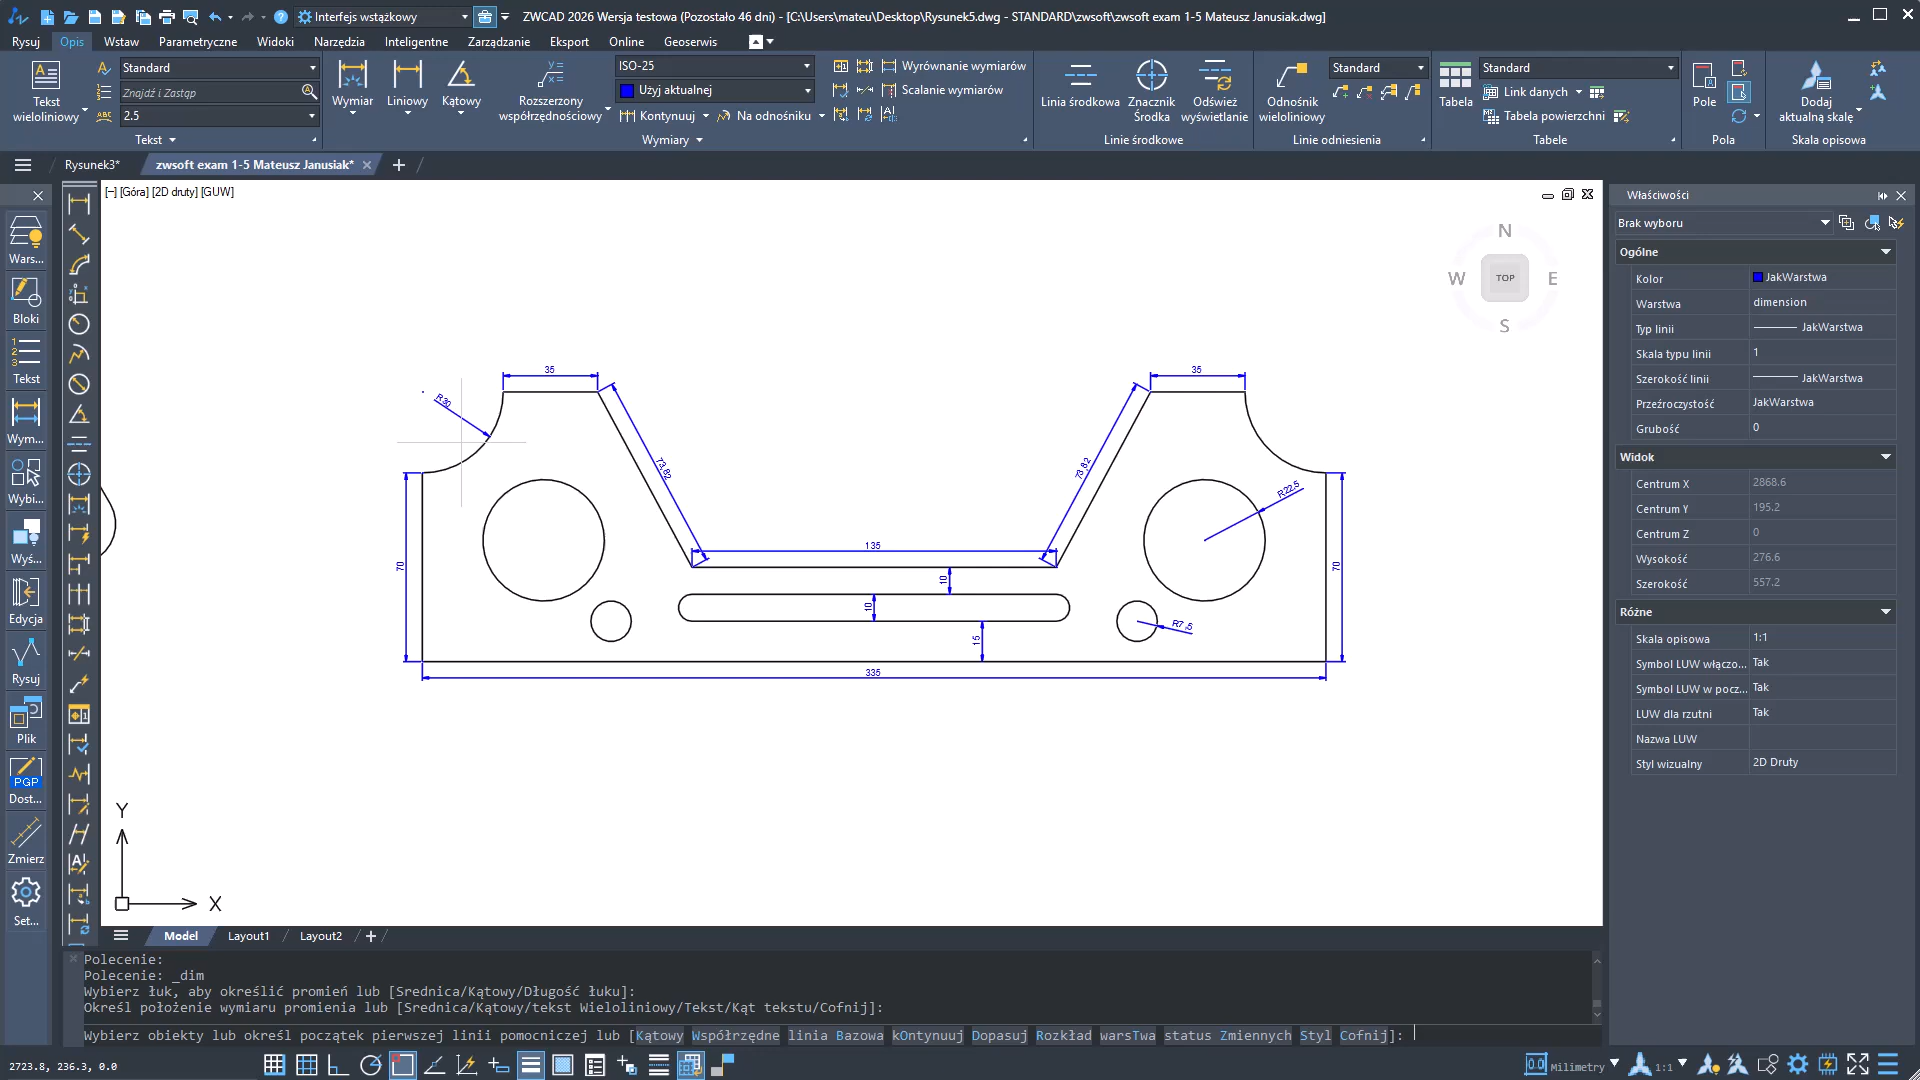 Interfejs wstążkowy
ZWCAD 2026 Wersja testowa (Pozostało 46 dni) - [C:\Users\mateu\Desktop\Rysunek5.dwg - STANDARD\zwsoft\zwsoft exam 1-5 Mateusz Janusiak.dwg]
Rysuj Opis Wstaw Parametryczne Widoki Narzędzia Inteligentne Zarządzanie Eksport Online Geoserwis
Tekst wieloliniowy
Standard
Znajdź i Zastąp
2.5
Tekst
Wymiar
Liniowy
Kątowy
Rozszerzony współrzędnościowy
ISO-25
Użyj aktualnej
Kontynuuj
Na odnośniku
Wyrównanie wymiarów
Scalanie wymiarów
Wymiary
Linia środkowa
Znacznik Środka
Odśwież wyświetlanie
Linie środkowe
Odnośnik wieloliniowy
Standard
Linie odniesienia
Tabela
Standard
Link danych
Tabela powierzchni
Tabele
Pole
Pola
Dodaj aktualną skalę
Skala opisowa
Rysunek3*
zwsoft exam 1-5 Mateusz Janusiak*
[−] [Góra] [2D druty] [GUW]
Wars...
Bloki
Tekst
Wym...
Wybi...
Wyś...
Edycja
Rysuj
Plik
PGP
Dost...
Zmierz
Set...
N
W
TOP
E
S
35
35
R30
73,82
73,82
R22,5
135
70
70
10
10
15
R7,5
335
Y
X
Właściwości
Brak wyboru
Ogólne
Kolor JakWarstwa
Warstwa dimension
Typ linii JakWarstwa
Skala typu linii 1
Szerokość linii JakWarstwa
Przeźroczystość JakWarstwa
Grubość 0
Widok
Centrum X 2868.6
Centrum Y 195.2
Centrum Z 0
Wysokość 276.6
Szerokość 557.2
Różne
Skala opisowa 1:1
Symbol LUW włączo... Tak
Symbol LUW w pocz... Tak
LUW dla rzutni Tak
Nazwa LUW
Styl wizualny 2D Druty
Model Layout1 Layout2
Polecenie:
Polecenie: _dim
Wybierz łuk, aby określić promień lub [Srednica/Kątowy/Długość łuku]:
Określ położenie wymiaru promienia lub [Srednica/Kątowy/tekst Wieloliniowy/Tekst/Kąt tekstu/Cofnij]:
Wybierz obiekty lub określ początek pierwszej linii pomocniczej lub [Kątowy Współrzędne linia Bazowa kOntynuuj Dopasuj Rozkład warsTwa status Zmiennych Styl Cofnij]:
2723.8, 236.3, 0.0
Milimetry
1:1